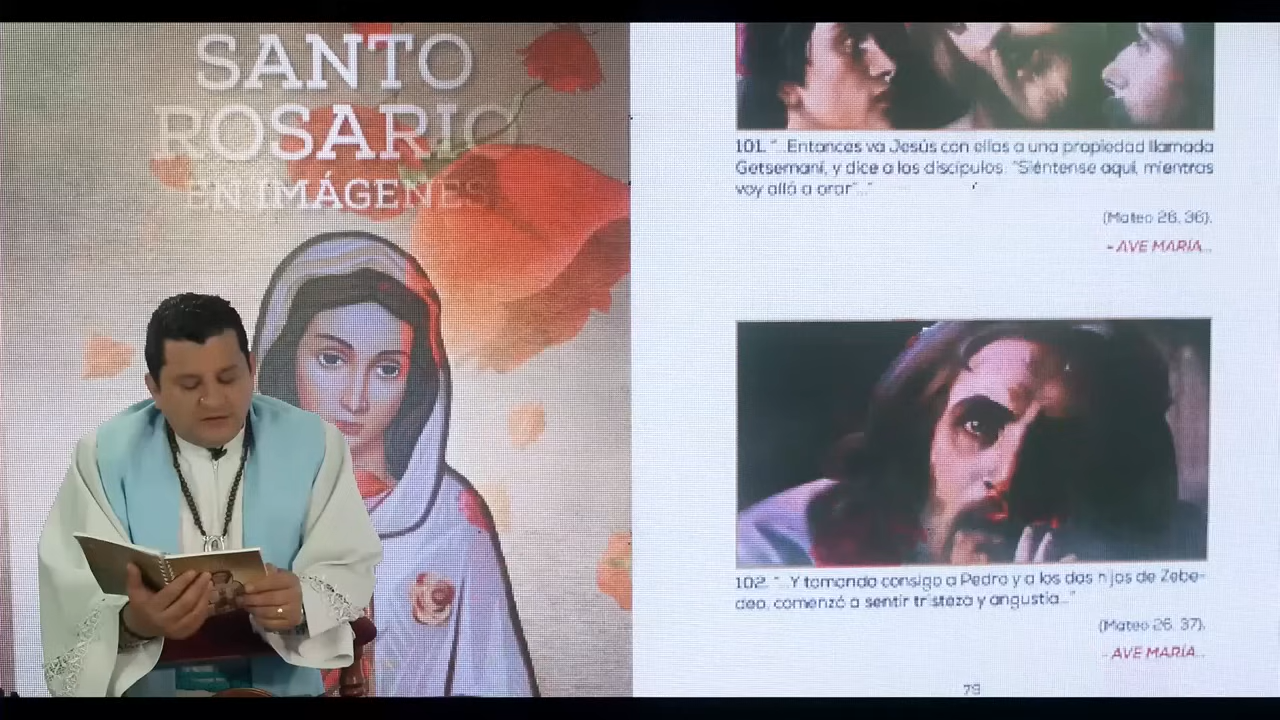 SANTO
ROSARIO
EN IMÁGENES
101. "...Entonces va Jesús con ellos a una propiedad llamada
Getsemaní, y dice a los discípulos: "Siéntense aquí, mientras
voy allá a orar"..."
(Mateo 26, 36).
- AVE MARÍA...
102. "...Y tomando consigo a Pedro y a los dos hijos de Zebe-
deo, comenzó a sentir tristeza y angustia..."
(Mateo 26, 37).
- AVE MARÍA...
79